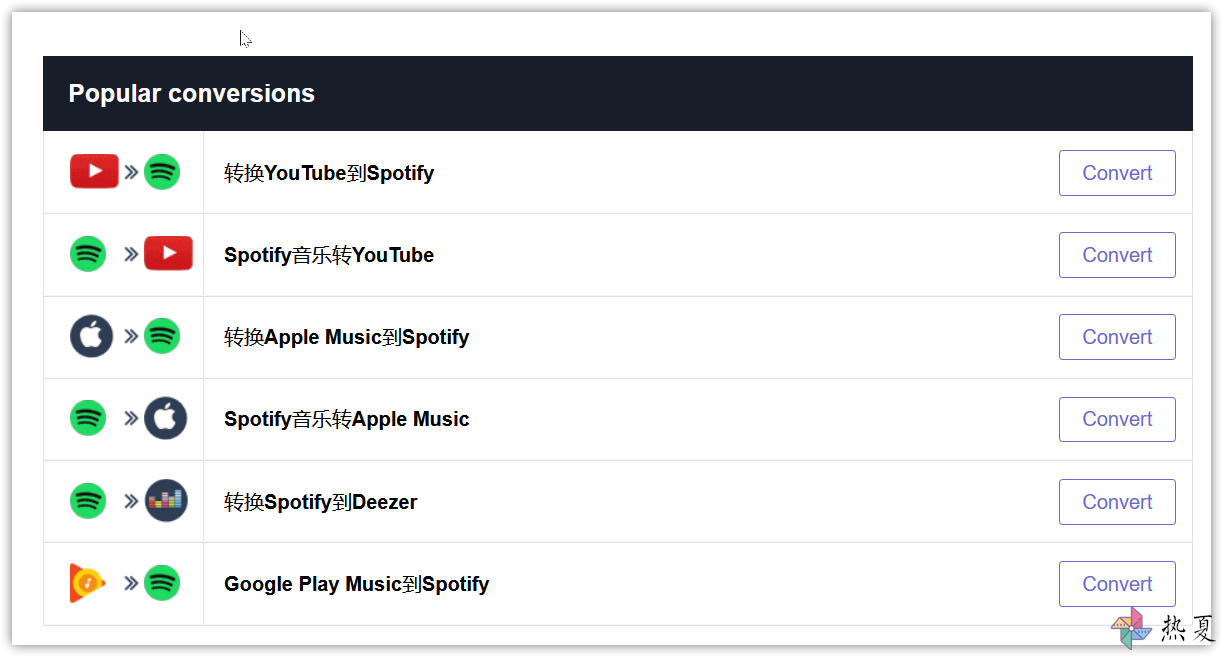 Popular conversions
转换YouTube到Spotify
Convert
Spotify音乐转YouTube
Convert
转换Apple Music到Spotify
Convert
Spotify音乐转Apple Music
Convert
转换Spotify到Deezer
Convert
Google Play Music到Spotify
Convert
热夏